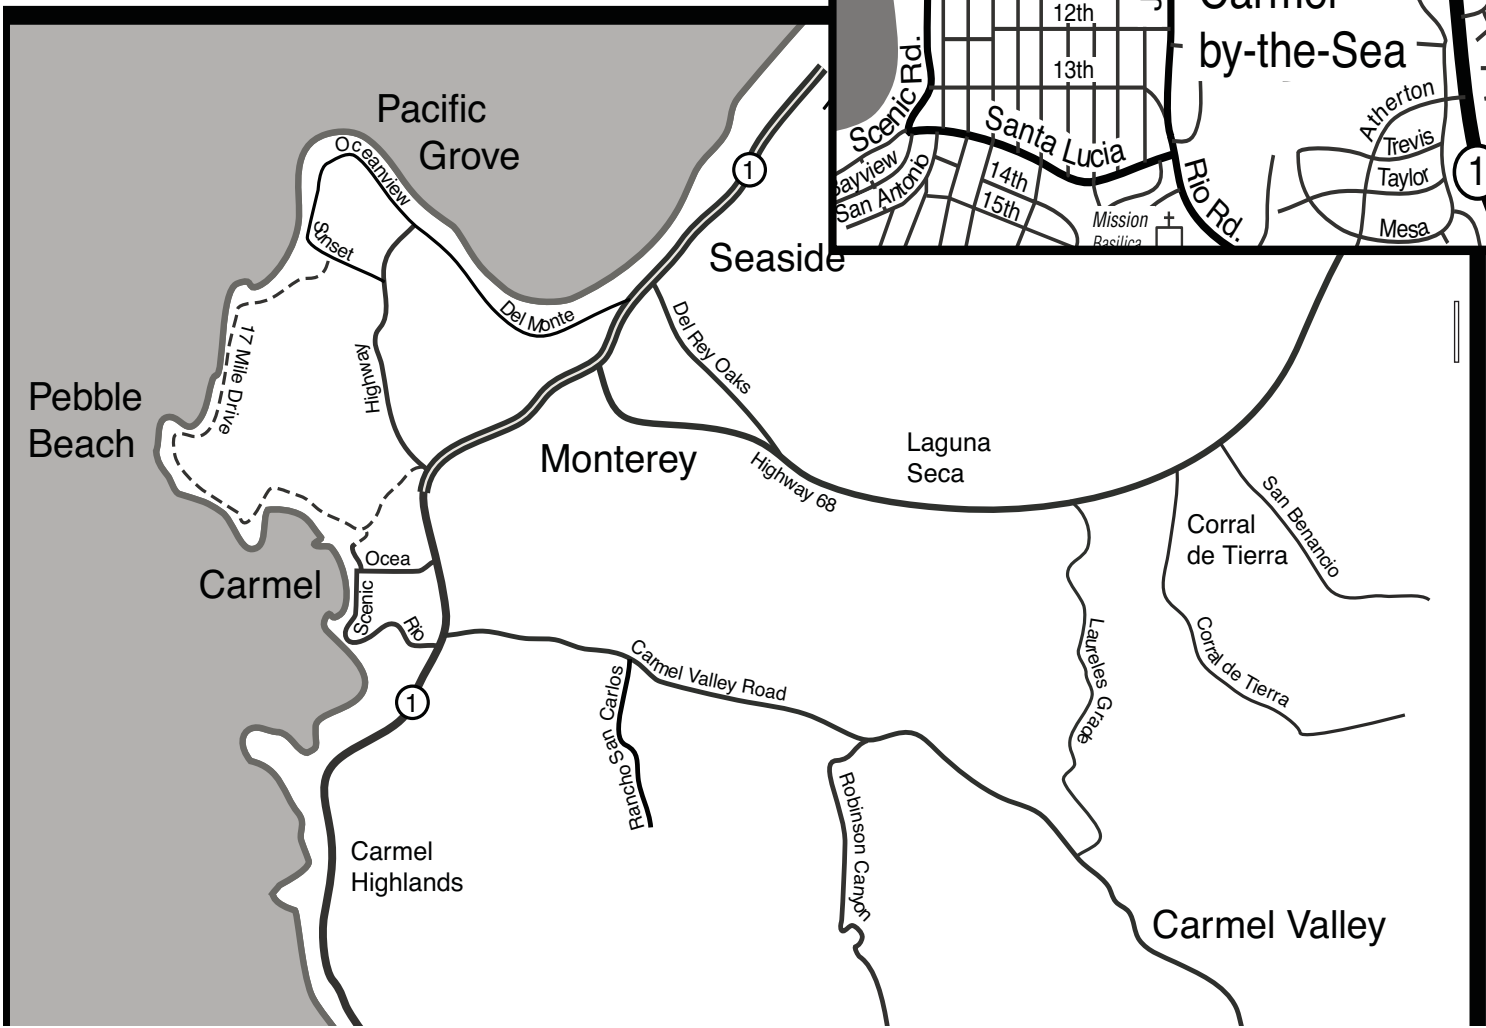 12th
Carmel
by-the-Sea
13th
Scenic Rd.
Santa Lucia
Atherton
Trevis
Taylor
Mesa
1
14th
15th
San Antonio
Rio Rd.
Mission
Basilica
Pacific
Grove
Oceanview
Sunset
1
Seaside
Del Monte
Del Rey Oaks
17 Mile Drive
Highway
Pebble
Beach
Monterey
Highway 68
Laguna
Seca
San Benancio
Corral
de Tierra
Corral de Tierra
Laureles Grade
Carmel
Ocea
Scenic
Rio
1
Carmel Valley Road
Rancho San Carlos
Robinson Canyon
Carmel
Highlands
Carmel Valley